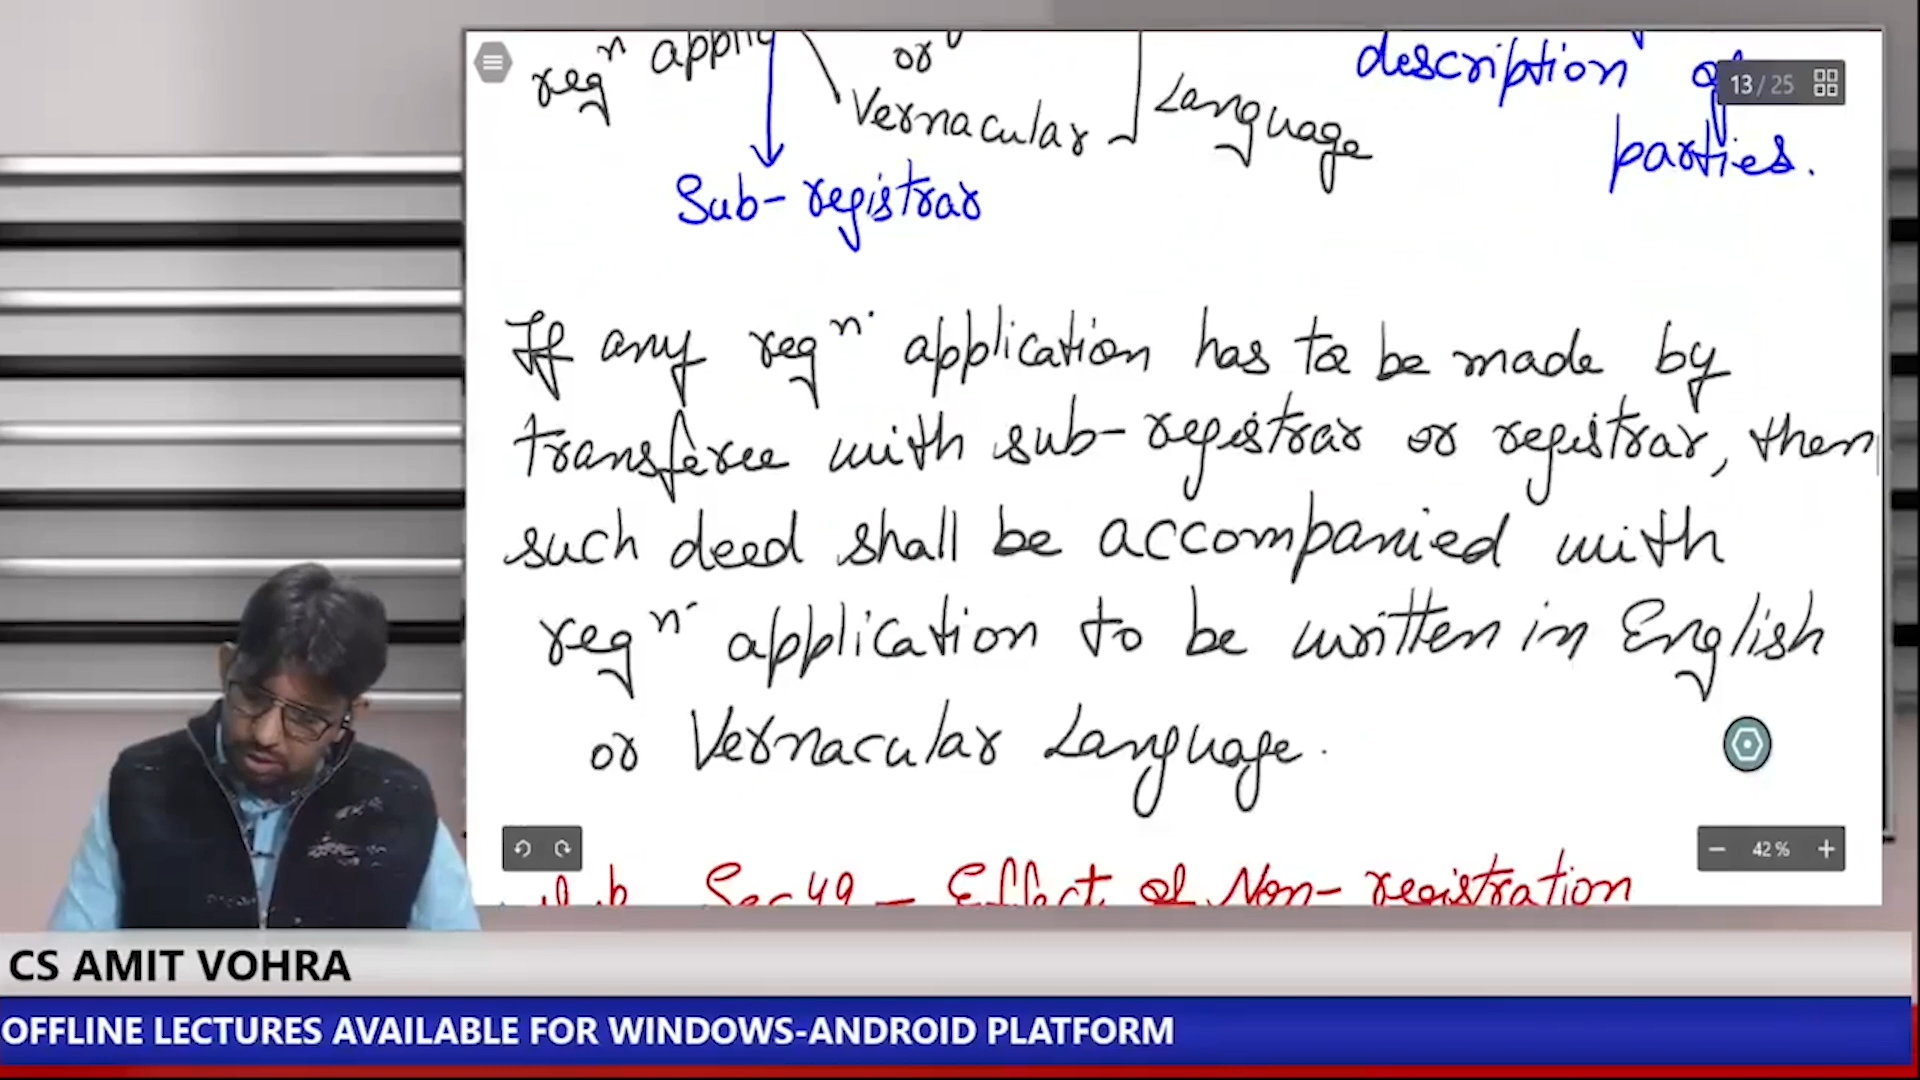 regⁿ applic
or
Vernacular
Language
description of
parties.
13 / 25
Sub-registrar
If any regⁿ· application has to be made by
transferee with sub-registrar or registrar, then
such deed shall be accompanied with
regⁿ· application to be written in English
or Vernacular Language.
42 %
Sec 49 - Effect of Non-registration
CS AMIT VOHRA
OFFLINE LECTURES AVAILABLE FOR WINDOWS-ANDROID PLATFORM